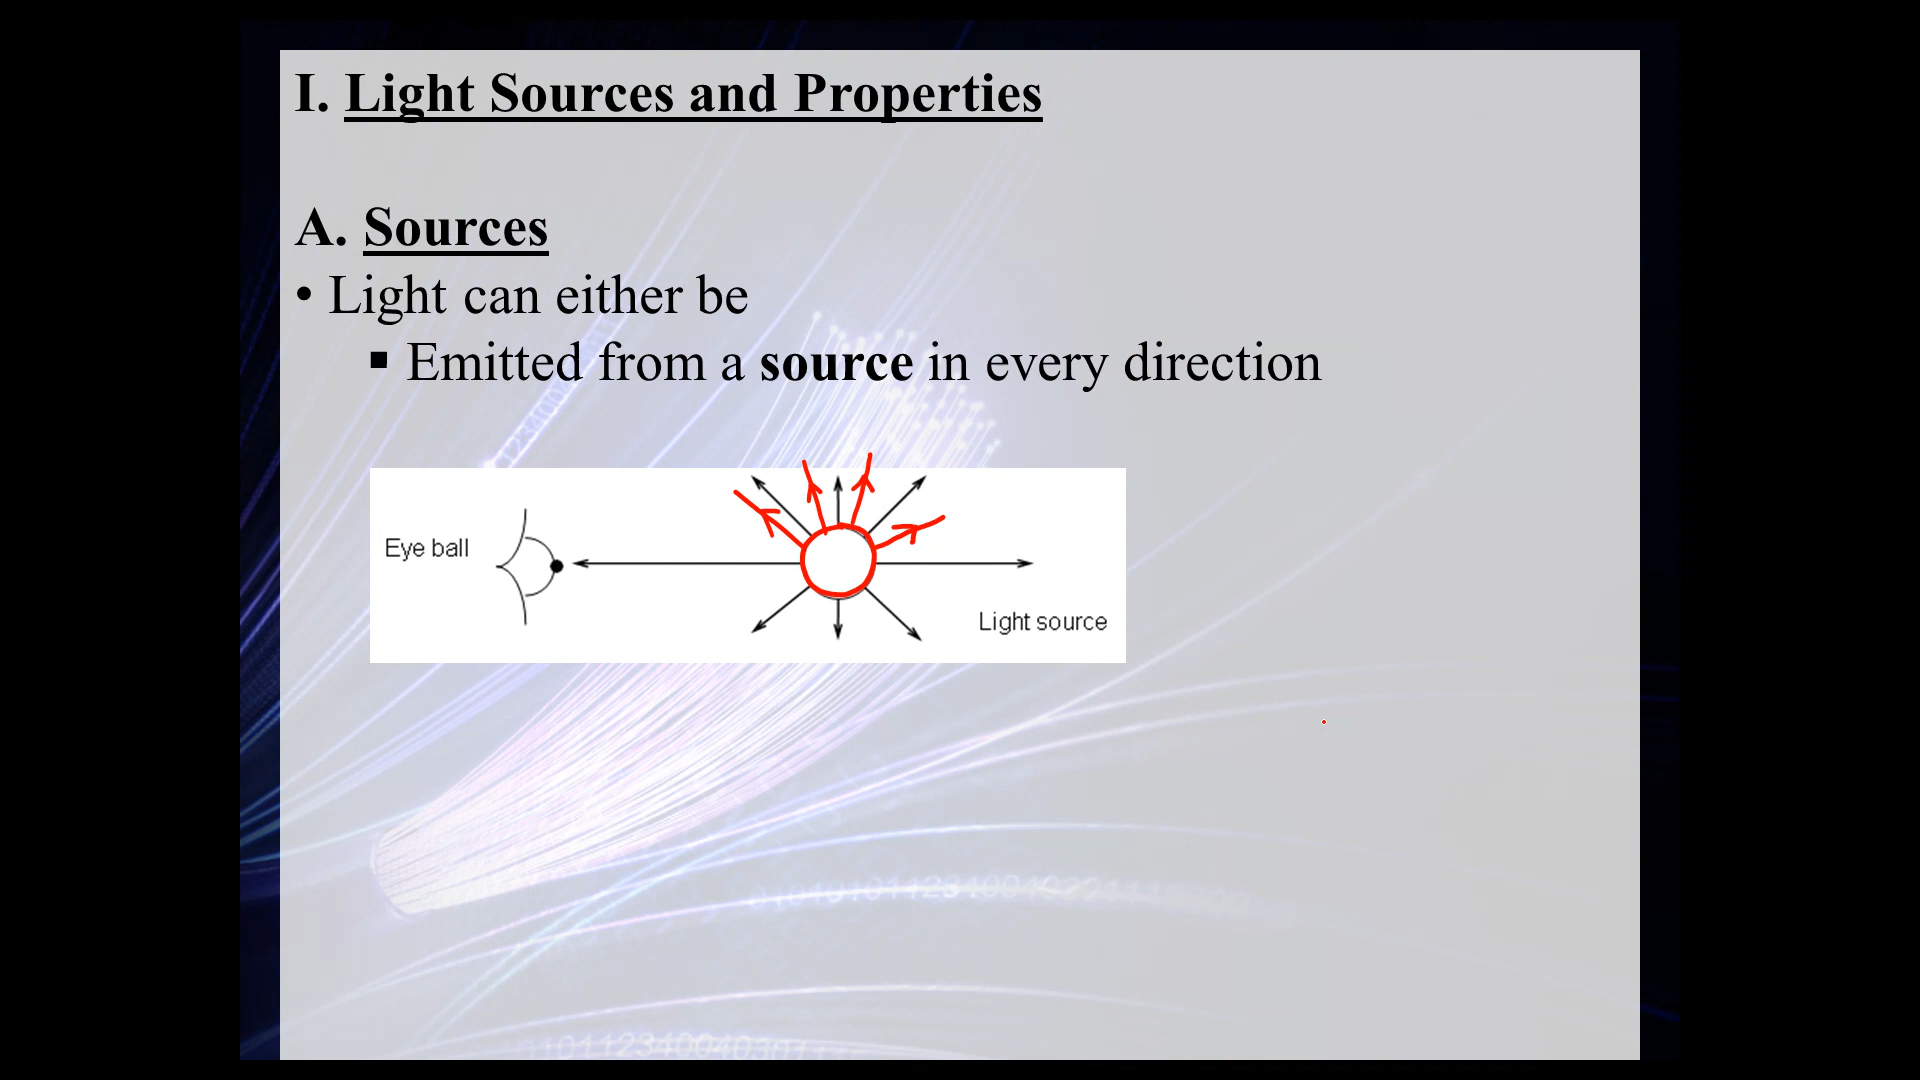 I. Light Sources and Properties
A. Sources
• Light can either be
▪ Emitted from a source in every direction
Eye ball
Light source